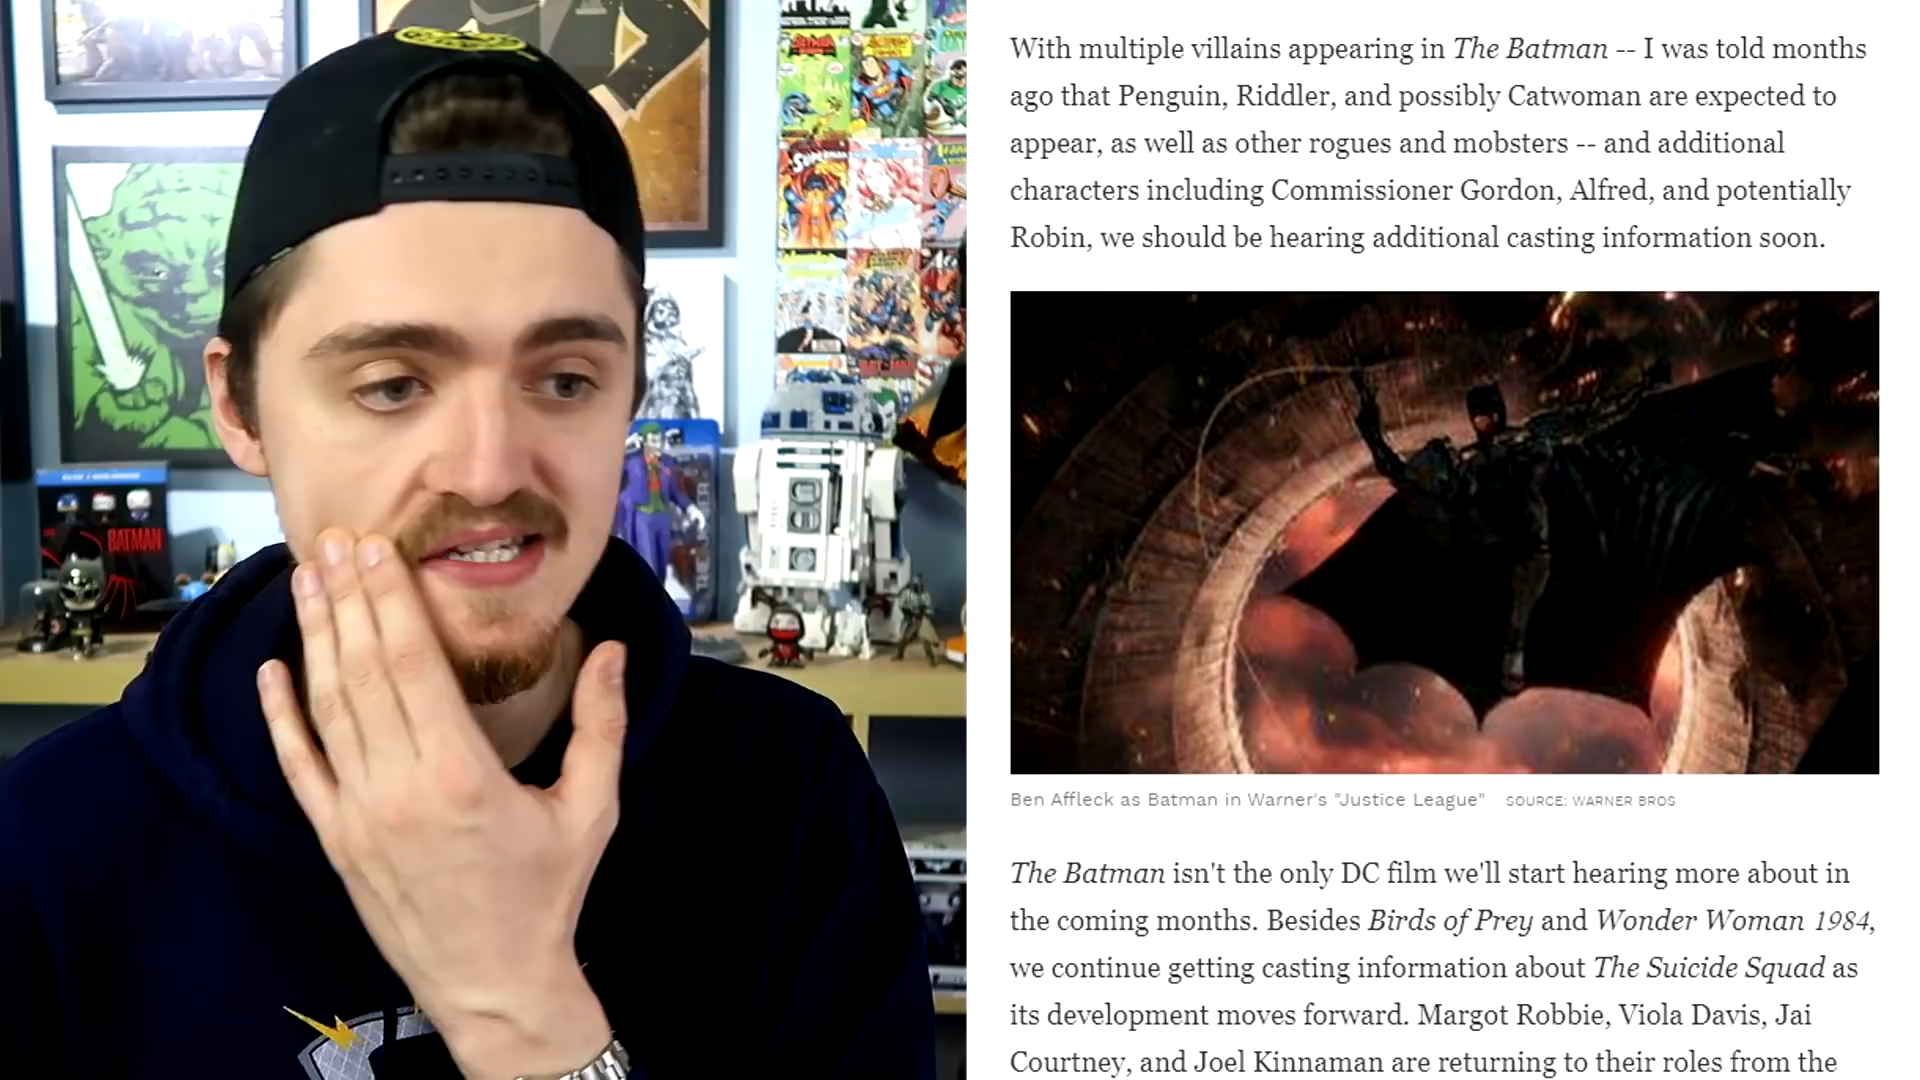 With multiple villains appearing in The Batman -- I was told months
ago that Penguin, Riddler, and possibly Catwoman are expected to
appear, as well as other rogues and mobsters -- and additional
characters including Commissioner Gordon, Alfred, and potentially
Robin, we should be hearing additional casting information soon.
Ben Affleck as Batman in Warner's "Justice League" SOURCE: WARNER BROS
The Batman isn't the only DC film we'll start hearing more about in
the coming months. Besides Birds of Prey and Wonder Woman 1984,
we continue getting casting information about The Suicide Squad as
its development moves forward. Margot Robbie, Viola Davis, Jai
Courtney, and Joel Kinnaman are returning to their roles from the
BATMAN
THE JOKER
SUPERMAN